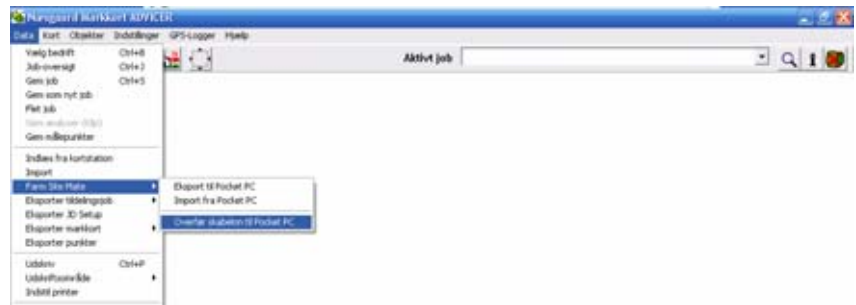 Næsgaard Markkort ADVICER
Data Kort Objekter Indstillinger GPS-Logger Hjælp
Vælg bedrift Ctrl+B
Job-oversigt Ctrl+J
Gem job Ctrl+S
Gem som nyt job
Flet job
Gem målepunkter
Aktivt job
Indlæs fra kortstation
Import
Farm Site Mate
Eksporter tildelingsjob
Eksporter JD Setup
Eksporter markkort
Eksporter punkter
Eksport til Pocket PC
Import fra Pocket PC
Overfør skabelon til Pocket PC
Udskriv Ctrl+P
Udskriftsområde
Indstil printer